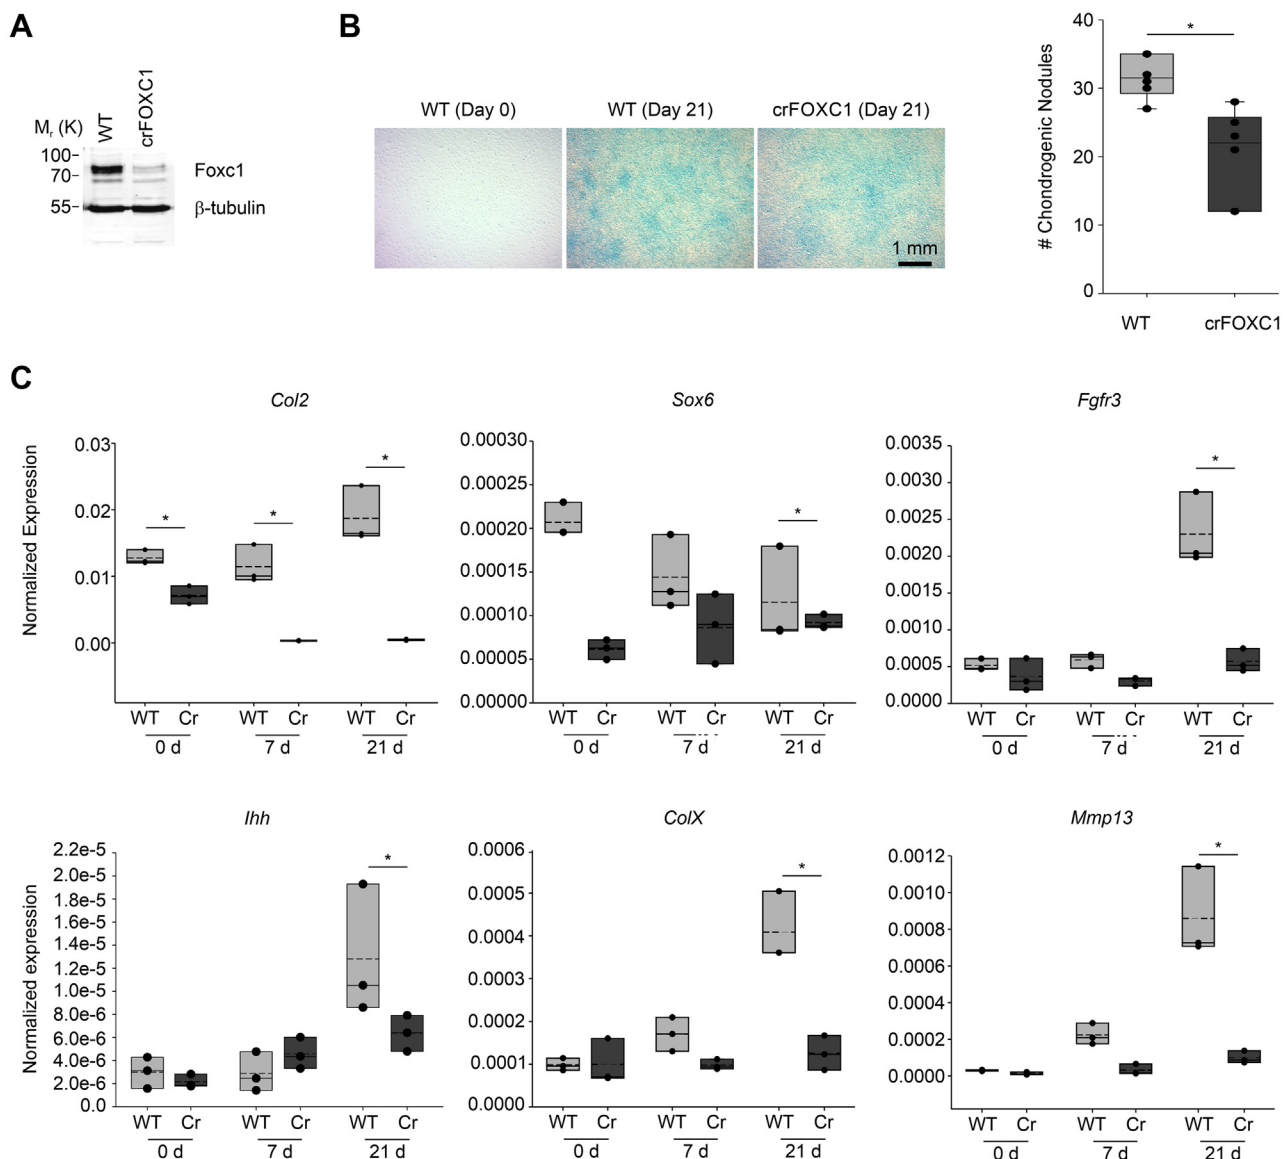 A
M_r (K)
WT
crFOXC1
100
70
55
Foxc1
β-tubulin
B
WT (Day 0)
WT (Day 21)
crFOXC1 (Day 21)
1 mm
# Chondrogenic Nodules
40
30
20
10
0
*
WT
crFOXC1
C
Col2
Normalized Expression
0.03
0.02
0.01
0.00
*
*
*
WT Cr WT Cr WT Cr
0 d 7 d 21 d
Sox6
0.00030
0.00025
0.00020
0.00015
0.00010
0.00005
0.00000
*
WT Cr WT Cr WT Cr
0 d 7 d 21 d
Fgfr3
0.0035
0.0030
0.0025
0.0020
0.0015
0.0010
0.0005
0.0000
*
WT Cr WT Cr WT Cr
0 d 7 d 21 d
Ihh
Normalized expression
2.2e-5
2.0e-5
1.8e-5
1.6e-5
1.4e-5
1.2e-5
1.0e-5
8.0e-6
6.0e-6
4.0e-6
2.0e-6
0.0
*
WT Cr WT Cr WT Cr
0 d 7 d 21 d
ColX
0.0006
0.0005
0.0004
0.0003
0.0002
0.0001
0.0000
*
WT Cr WT Cr WT Cr
0 d 7 d 21 d
Mmp13
0.0012
0.0010
0.0008
0.0006
0.0004
0.0002
0.0000
*
WT Cr WT Cr WT Cr
0 d 7 d 21 d